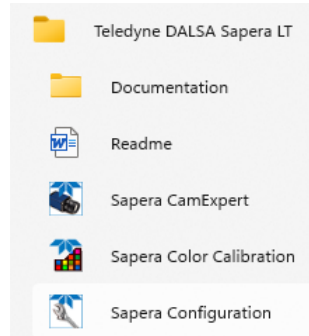 Teledyne DALSA Sapera LT
Documentation
Readme
Sapera CamExpert
Sapera Color Calibration
Sapera Configuration